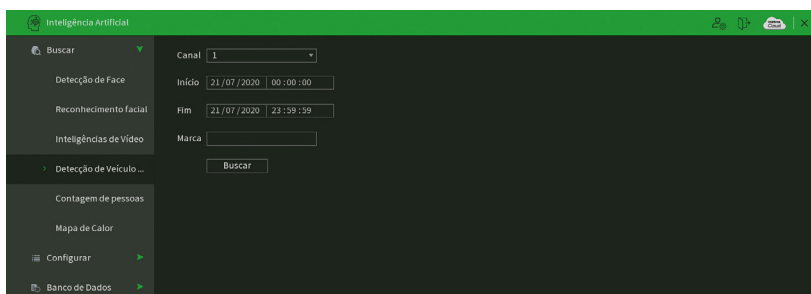 Inteligência Artificial
Cloud
Buscar
Detecção de Face
Reconhecimento facial
Inteligências de Vídeo
Detecção de Veículo ...
Contagem de pessoas
Mapa de Calor
Configurar
Banco de Dados
Canal 1
Início 21/07/2020 00:00:00
Fim 21/07/2020 23:59:59
Marca
Buscar